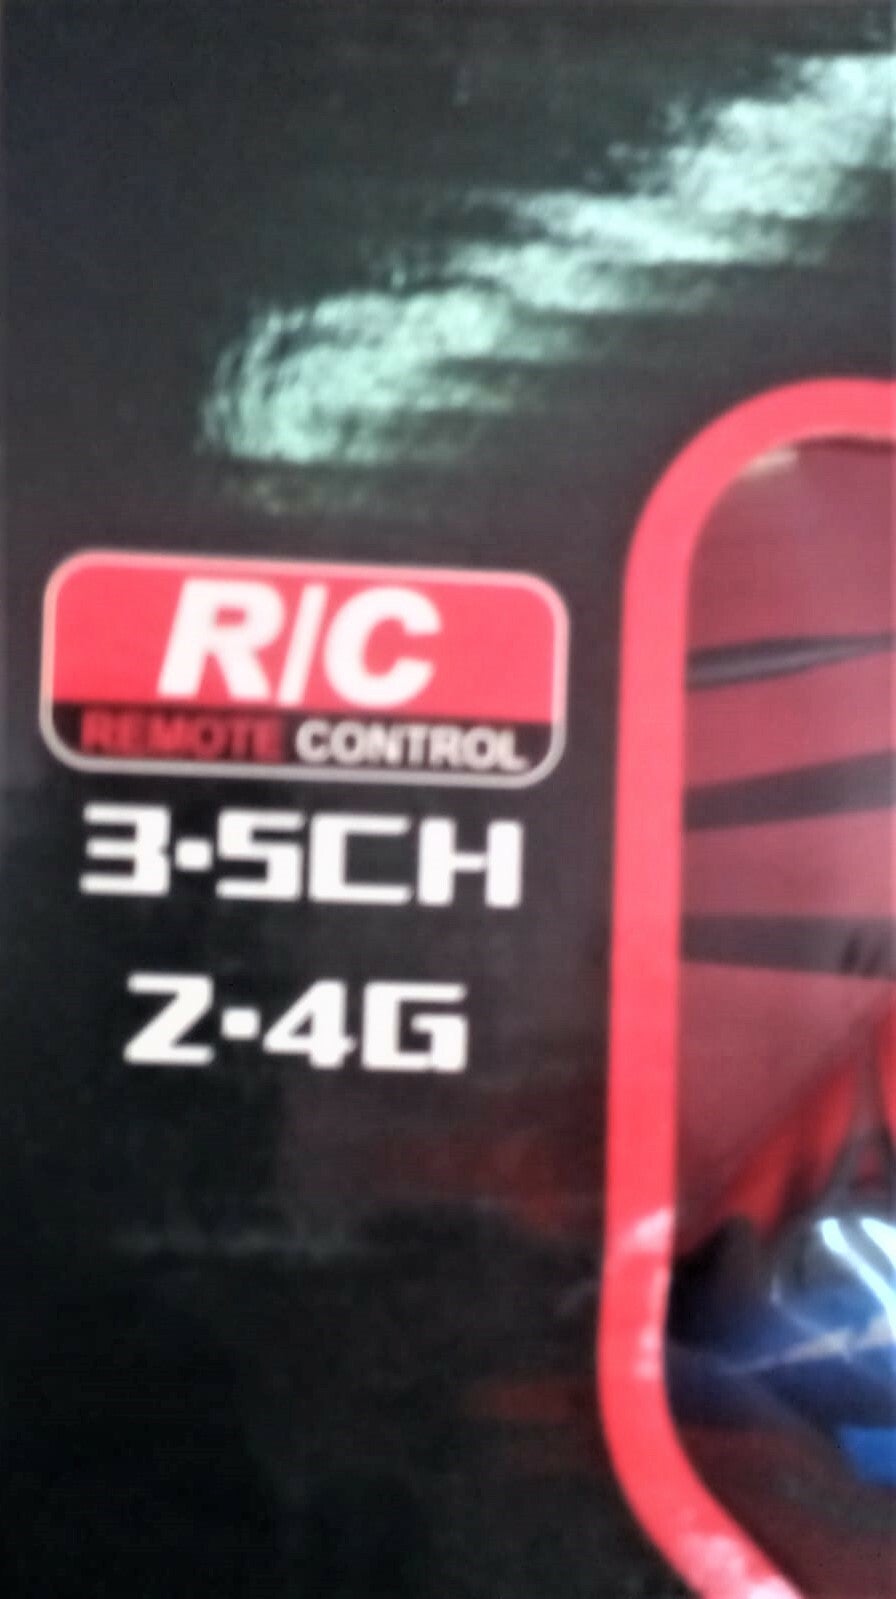 R/C
REMOTE CONTROL
3.5CH
2.4G